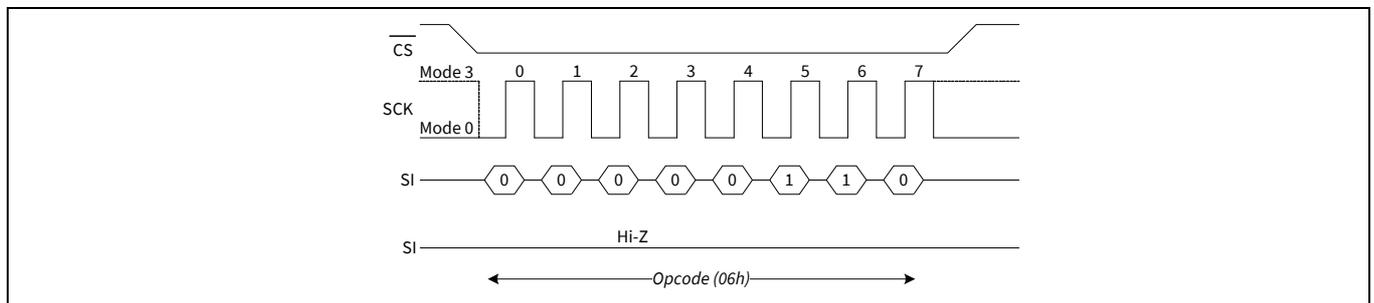 CS
Mode 3 0 1 2 3 4 5 6 7
SCK
Mode 0
SI 0 0 0 0 0 1 1 0
Hi-Z
SI
Opcode (06h)